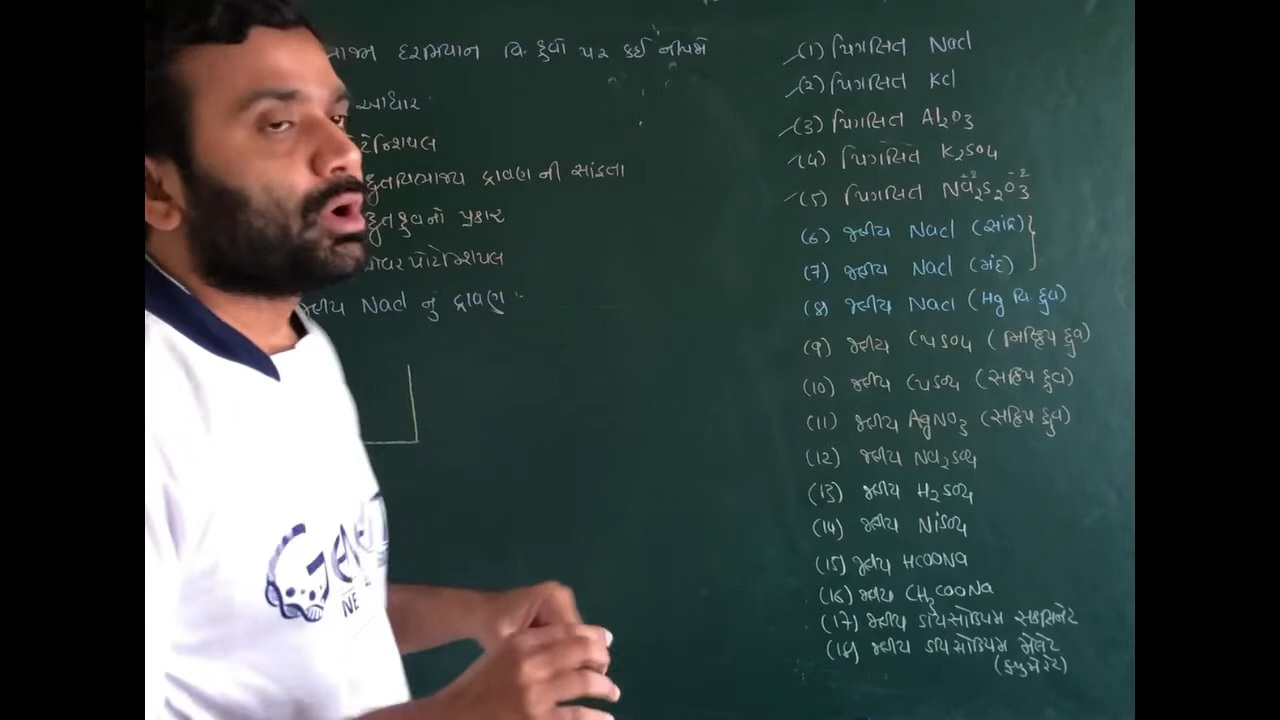 દરમ્યાન વિ. ધ્રુવો પર કઈ નીપજો
આધાર
વિભાજ્ય દ્રાવણ ની સાંદ્રતા
ધ્રુવનો પ્રકાર
ઓવર પોટેન્શિયલ
જલીય Nacl નું દ્રાવણ :-
(1) પિગલિત Nacl
(2) પિગલિત Kcl
(3) પિગલિત Al2O3
(4) પિગલિત K2SO4
(5) પિગલિત Na2S2O3
(6) જલીય Nacl (સાંદ્ર)
(7) જલીય Nacl (મંદ)
(8) જલીય Nacl (Hg વિ. ધ્રુવ)
(9) જલીય CuSO4 (નિષ્ક્રિય ધ્રુવ)
(10) જલીય CuSO4 (સક્રિય ધ્રુવ)
(11) જલીય AgNO3 (સક્રિય ધ્રુવ)
(12) જલીય Na2SO4
(13) જલીય H2SO4
(14) જલીય NiSO4
(15) જલીય HCOONa
(16) જલીય CH3COONa
(17) જલીય ડાયસોડિયમ સકસિનેટ
(18) જલીય ડાયસોડિયમ મેલેટ
(ફ્યુમેરેટ)
NE